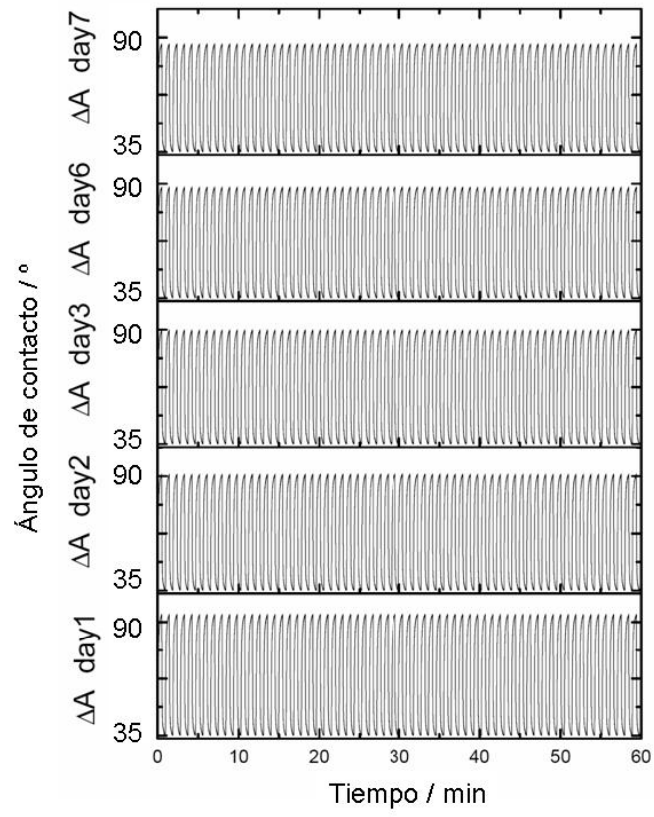 Ángulo de contacto / º
ΔA day7
90
35
ΔA day6
90
35
ΔA day3
90
35
ΔA day2
90
35
ΔA day1
90
35
0 10 20 30 40 50 60
Tiempo / min